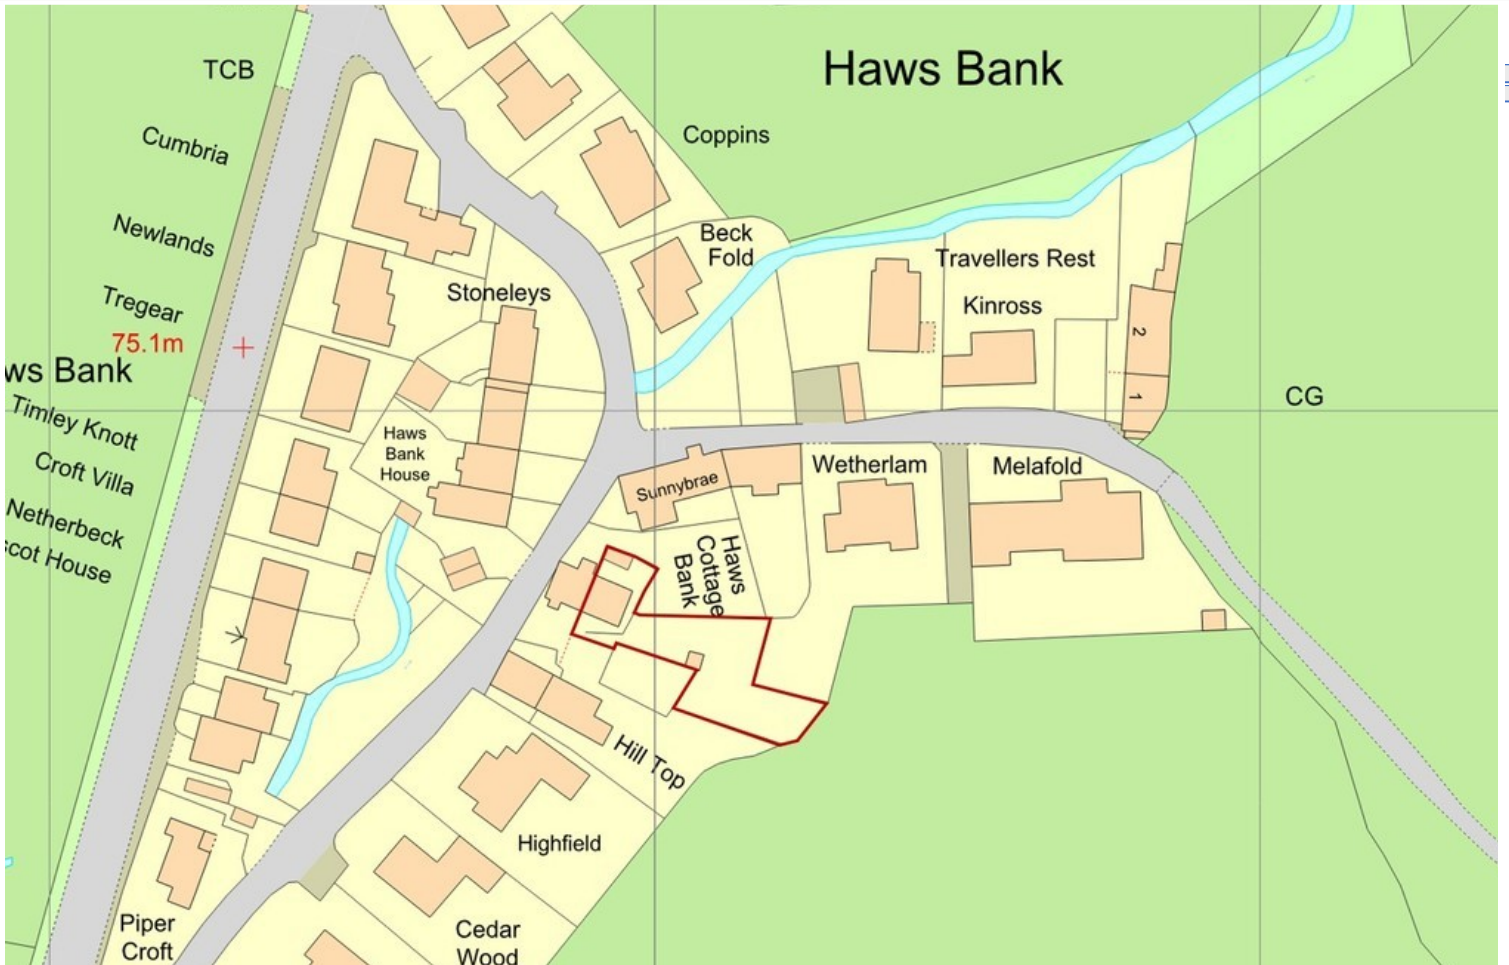 Haws Bank
TCB
Cumbria
Coppins
Newlands
Beck
Fold
Travellers Rest
Stoneleys
Tregear
Kinross
75.1m
2
ws Bank
1
CG
Timley Knott
Haws
Bank
House
Croft Villa
Sunnybrae
Wetherlam
Melafold
Netherbeck
scot House
Haws
Cottage
Bank
Hill Top
Highfield
Piper
Croft
Cedar
Wood